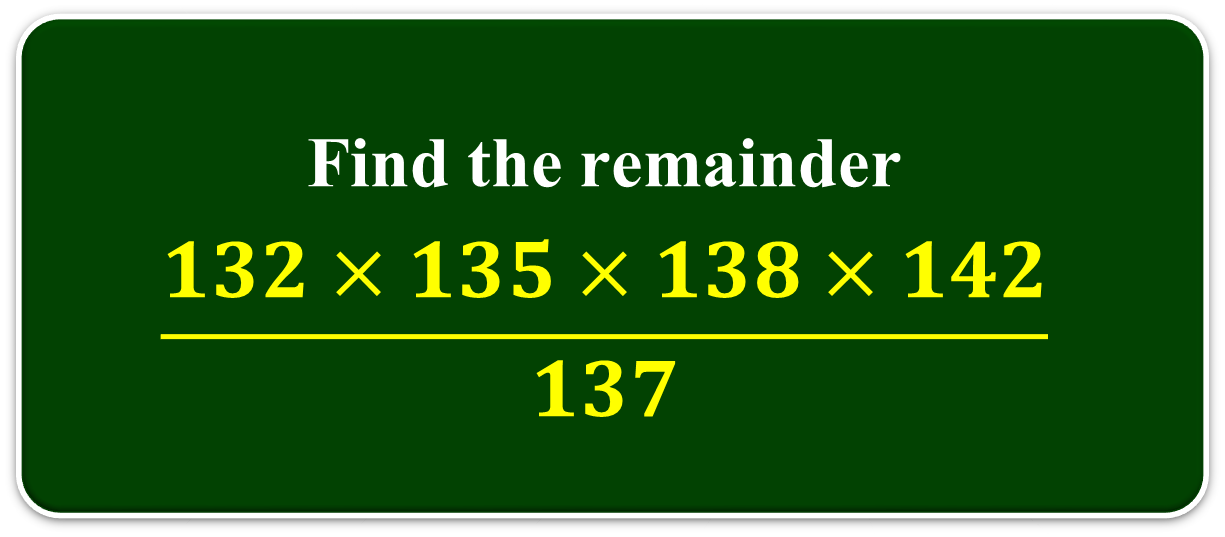 Find the remainder
132 × 135 × 138 × 142
137